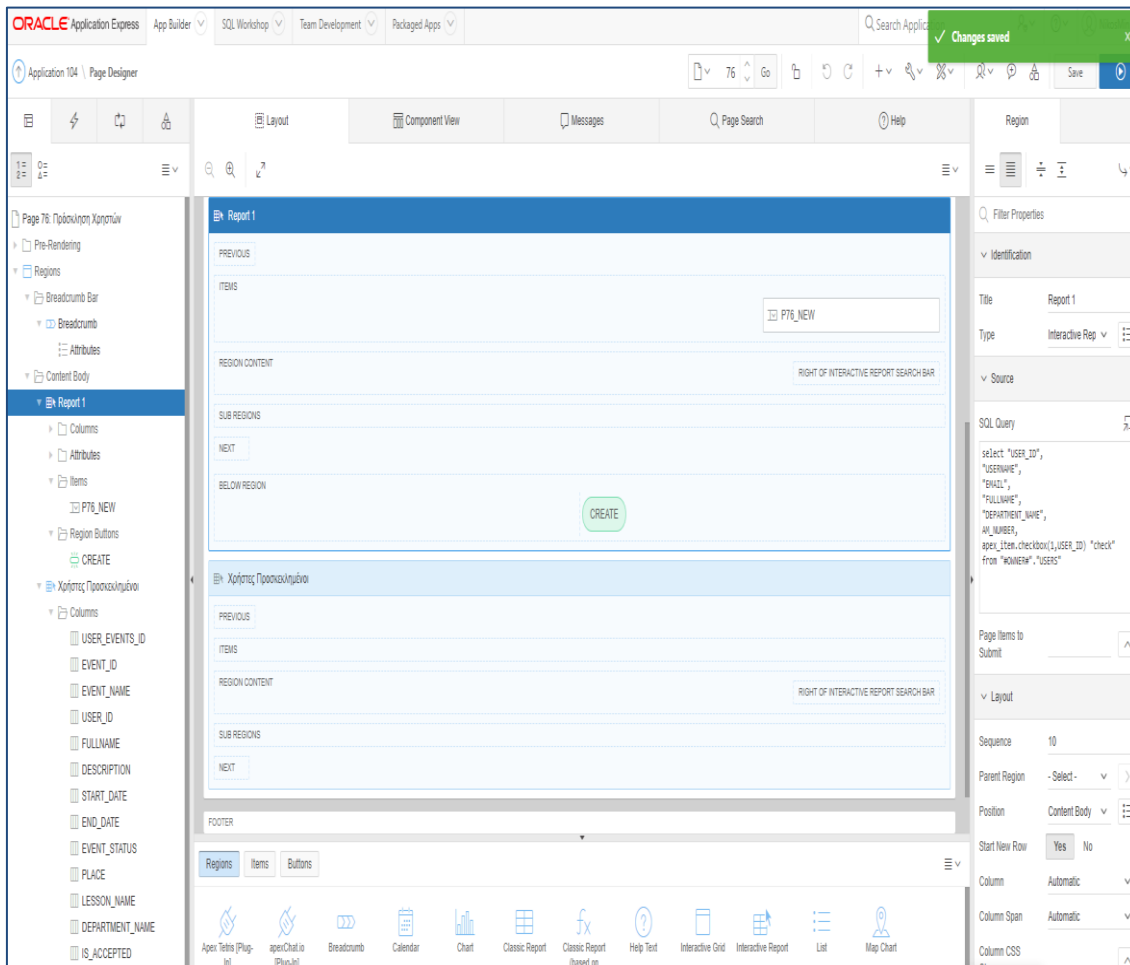 ORACLE Application Express App Builder SQL Workshop Team Development Packaged Apps Search Applic
Changes saved x
Application 104 \ Page Designer 76 Go Save
Layout Component View Messages Page Search Help Region
Page 76: Πρόσκληση Χρηστών
Pre-Rendering
Regions
Breadcrumb Bar
Breadcrumb
Attributes
Content Body
Report 1
Columns
Attributes
Items
P76_NEW
Region Buttons
CREATE
Χρήστες Προσκεκλημένοι
Columns
USER_EVENTS_ID
EVENT_ID
EVENT_NAME
USER_ID
FULLNAME
DESCRIPTION
START_DATE
END_DATE
EVENT_STATUS
PLACE
LESSON_NAME
DEPARTMENT_NAME
IS_ACCEPTED
Report 1
PREVIOUS
ITEMS
P76_NEW
REGION CONTENT
RIGHT OF INTERACTIVE REPORT SEARCH BAR
SUB REGIONS
NEXT
BELOW REGION
CREATE
Χρήστες Προσκεκλημένοι
PREVIOUS
ITEMS
REGION CONTENT
RIGHT OF INTERACTIVE REPORT SEARCH BAR
SUB REGIONS
NEXT
FOOTER
Regions Items Buttons
Apex Tetris [Plug-
In]
apexChat.io
[Plug-In]
Breadcrumb
Calendar
Chart
Classic Report
Classic Report
(based on
Help Text
Interactive Grid
Interactive Report
List
Map Chart
Filter Properties
Identification
Title Report 1
Type Interactive Rep
Source
SQL Query
select "USER_ID",
"USERNAME",
"EMAIL",
"FULLNAME",
"DEPARTMENT_NAME",
AM_NUMBER,
apex_item.checkbox(1,USER_ID) "check"
from "#OWNER#"."USERS"
Page Items to
Submit
Layout
Sequence 10
Parent Region - Select -
Position Content Body
Start New Row Yes No
Column Automatic
Column Span Automatic
Column CSS